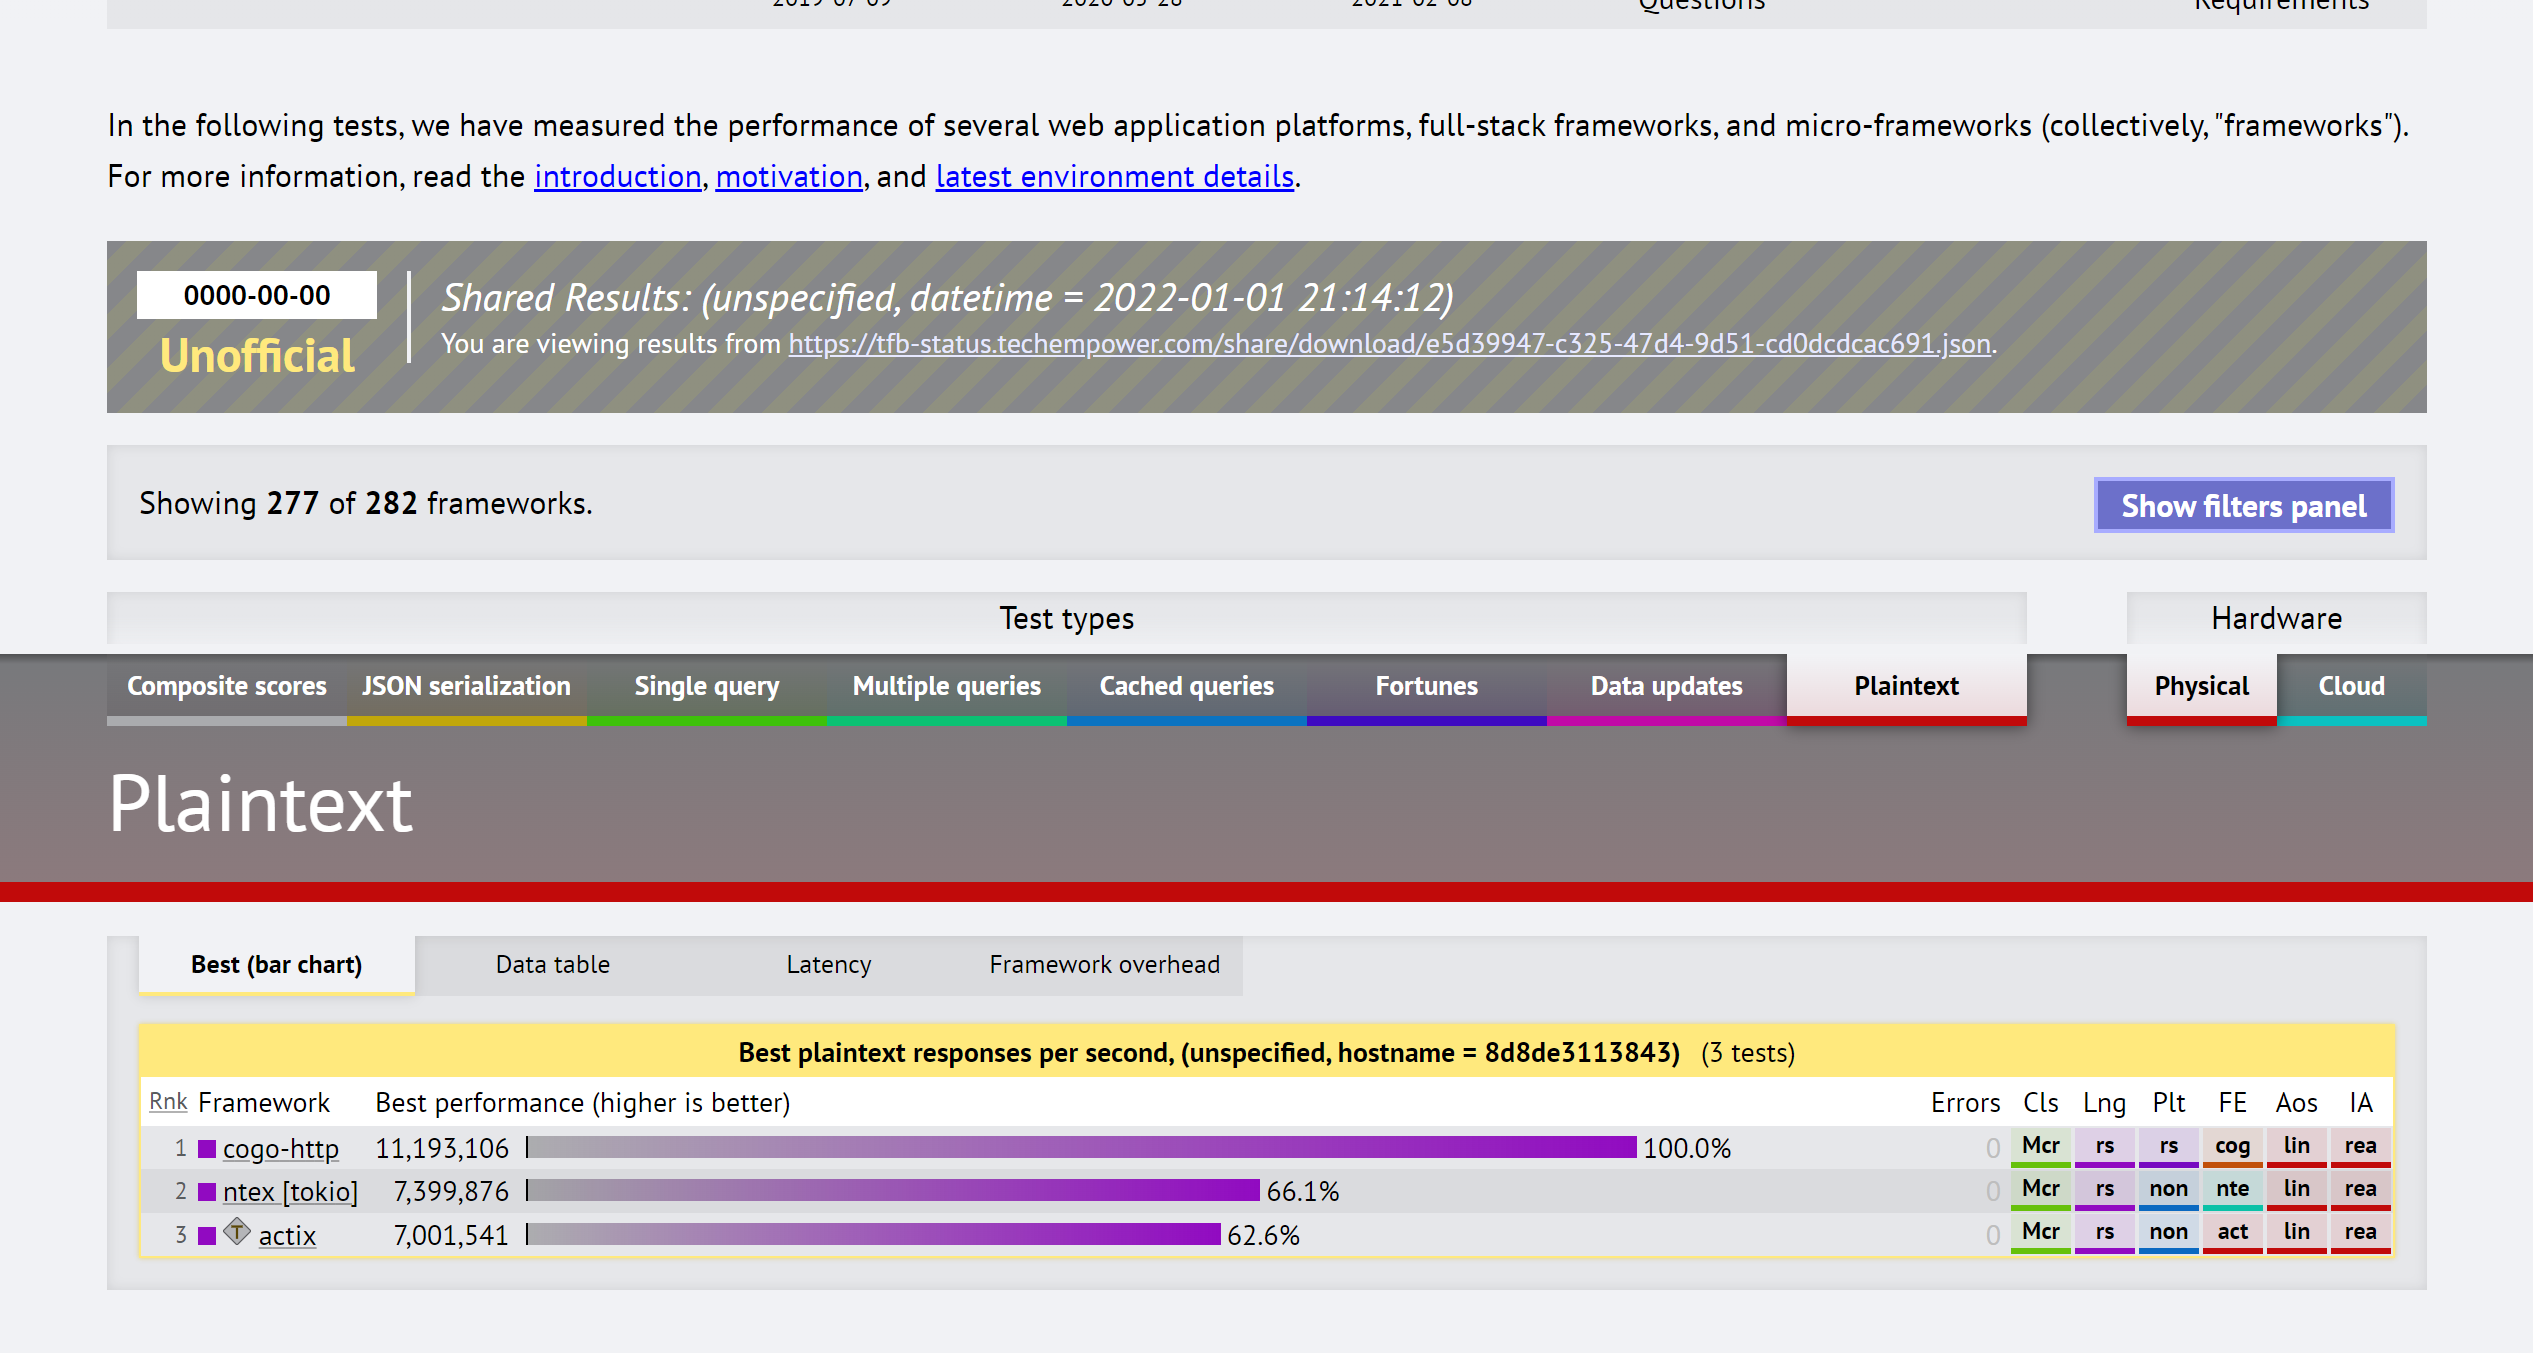 2019-07-09 2020-05-28 2021-02-08 Questions Requirements
In the following tests, we have measured the performance of several web application platforms, full-stack frameworks, and micro-frameworks (collectively, "frameworks").
For more information, read the introduction, motivation, and latest environment details.
0000-00-00
Unofficial
Shared Results: (unspecified, datetime = 2022-01-01 21:14:12)
You are viewing results from https://tfb-status.techempower.com/share/download/e5d39947-c325-47d4-9d51-cd0dcdcac691.json.
Showing 277 of 282 frameworks.
Show filters panel
Test types Hardware
Composite scores JSON serialization Single query Multiple queries Cached queries Fortunes Data updates Plaintext Physical Cloud
Plaintext
Best (bar chart) Data table Latency Framework overhead
Best plaintext responses per second, (unspecified, hostname = 8d8de3113843) (3 tests)
Rnk Framework Best performance (higher is better) Errors Cls Lng Plt FE Aos IA
1 cogo-http 11,193,106 100.0% 0 Mcr rs rs cog lin rea
2 ntex [tokio] 7,399,876 66.1% 0 Mcr rs non nte lin rea
3 T actix 7,001,541 62.6% 0 Mcr rs non act lin rea